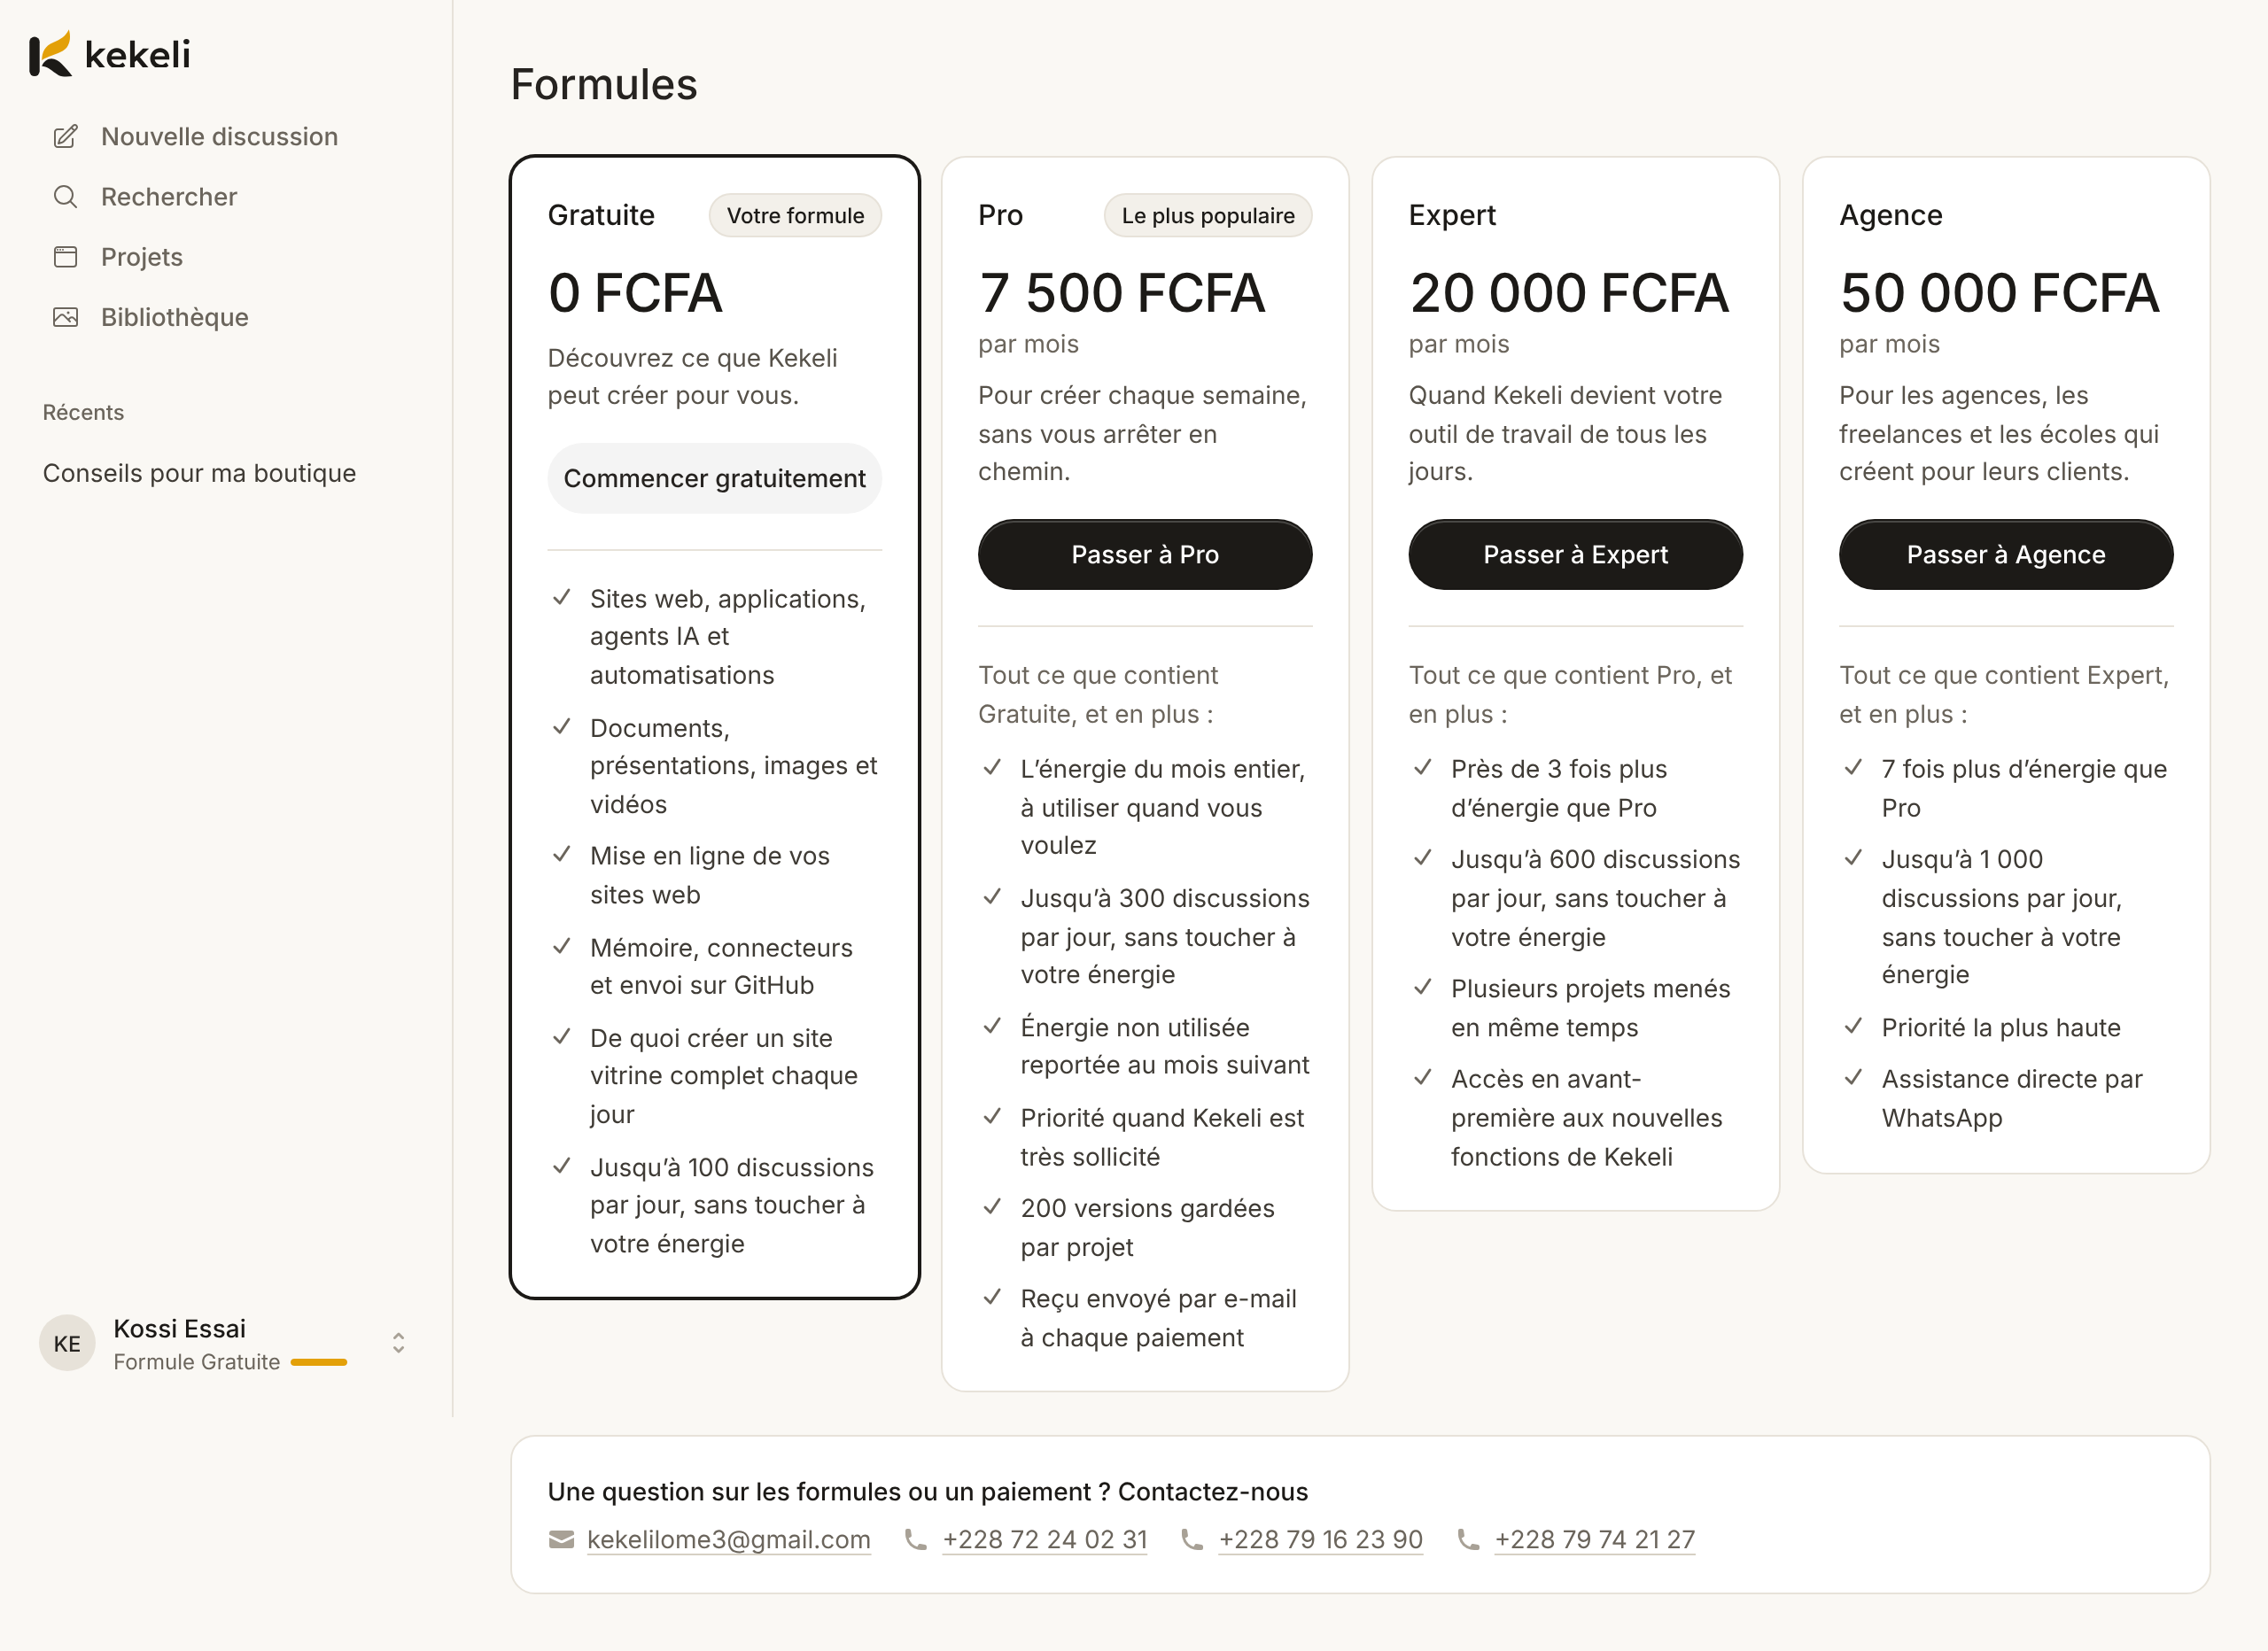 kekeli
Nouvelle discussion
Rechercher
Projets
Bibliothèque
Récents
Conseils pour ma boutique
KE
Kossi Essai
Formule Gratuite
Formules
Gratuite
Votre formule
0 FCFA
Découvrez ce que Kekeli
peut créer pour vous.
Commencer gratuitement
Sites web, applications,
agents IA et
automatisations
Documents,
présentations, images et
vidéos
Mise en ligne de vos
sites web
Mémoire, connecteurs
et envoi sur GitHub
De quoi créer un site
vitrine complet chaque
jour
Jusqu’à 100 discussions
par jour, sans toucher à
votre énergie
Pro
Le plus populaire
7 500 FCFA
par mois
Pour créer chaque semaine,
sans vous arrêter en
chemin.
Passer à Pro
Tout ce que contient
Gratuite, et en plus :
L’énergie du mois entier,
à utiliser quand vous
voulez
Jusqu’à 300 discussions
par jour, sans toucher à
votre énergie
Énergie non utilisée
reportée au mois suivant
Priorité quand Kekeli est
très sollicité
200 versions gardées
par projet
Reçu envoyé par e-mail
à chaque paiement
Expert
20 000 FCFA
par mois
Quand Kekeli devient votre
outil de travail de tous les
jours.
Passer à Expert
Tout ce que contient Pro, et
en plus :
Près de 3 fois plus
d’énergie que Pro
Jusqu’à 600 discussions
par jour, sans toucher à
votre énergie
Plusieurs projets menés
en même temps
Accès en avant-
première aux nouvelles
fonctions de Kekeli
Agence
50 000 FCFA
par mois
Pour les agences, les
freelances et les écoles qui
créent pour leurs clients.
Passer à Agence
Tout ce que contient Expert,
et en plus :
7 fois plus d’énergie que
Pro
Jusqu’à 1 000
discussions par jour,
sans toucher à votre
énergie
Priorité la plus haute
Assistance directe par
WhatsApp
Une question sur les formules ou un paiement ? Contactez-nous
kekelilome3@gmail.com +228 72 24 02 31 +228 79 16 23 90 +228 79 74 21 27